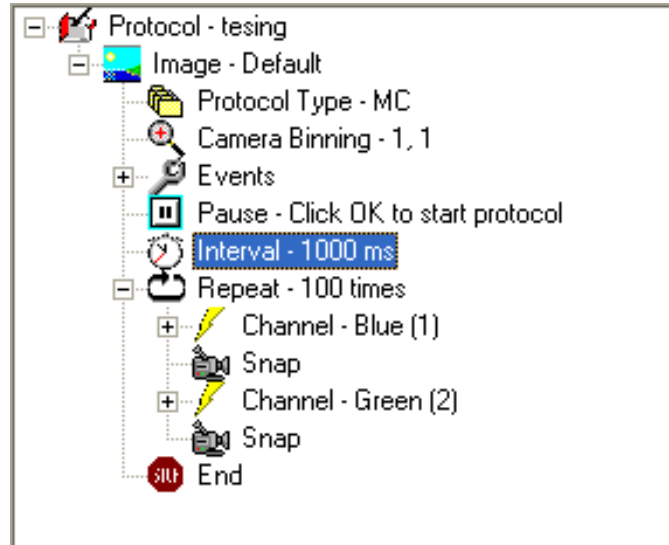 Protocol - tesing
Image - Default
Protocol Type - MC
Camera Binning - 1, 1
Events
Pause - Click OK to start protocol
Interval - 1000 ms
Repeat - 100 times
Channel - Blue (1)
Snap
Channel - Green (2)
Snap
End